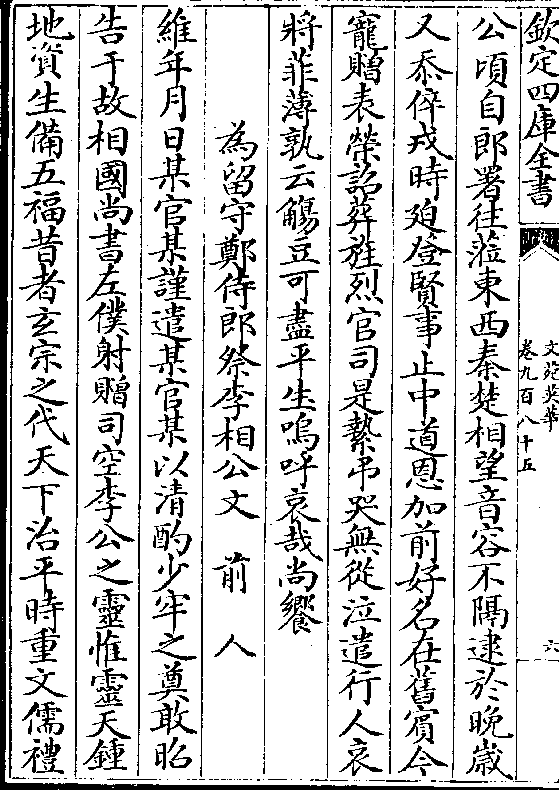 欽定四庫全書
文苑英華
卷九百八十五
六
公頃自郎署往蒞東西秦楚相望音容不隔逮於晚歲
又忝倅戎時廹登賢事止中道恩加前好名在舊賓今
寵贈表榮詔葬旌烈官司是縶弔哭無從泣遣行人哀
將菲薄孰云觴豆可盡平生嗚呼哀哉尚饗
為留守鄭侍郎祭李相公文 前人
維年月日某官某謹遣某官某以清酌少牢之奠敢昭
告于故相國尚書左僕射贈司空李公之靈惟靈天鍾
地資生備五福昔者玄宗之代天下治平時重文儒禮